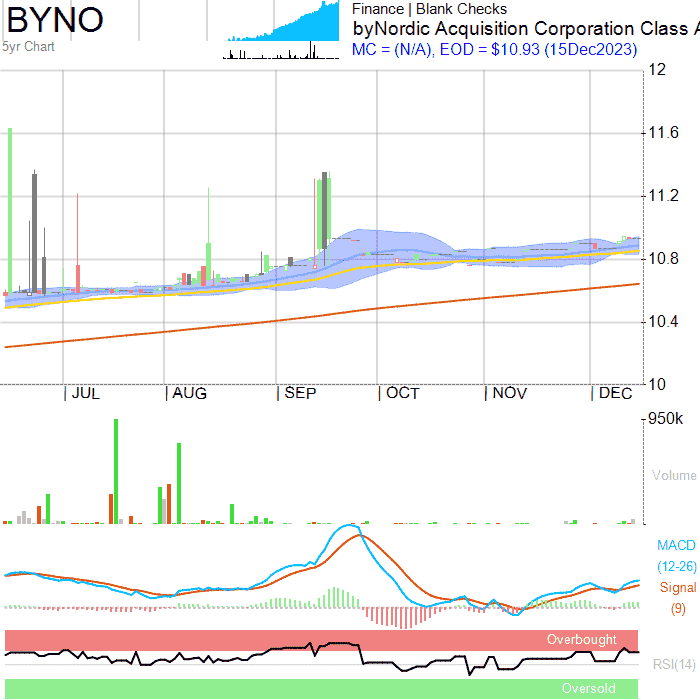 BYNO
5yr Chart
Finance | Blank Checks
byNordic Acquisition Corporation Class A
MC = (N/A), EOD = $10.93 (15Dec2023)
12
11.6
11.2
10.8
10.4
10
JUL
AUG
SEP
OCT
NOV
DEC
950k
Volume
MACD
(12-26)
Signal
(9)
Overbought
RSI(14)
Oversold